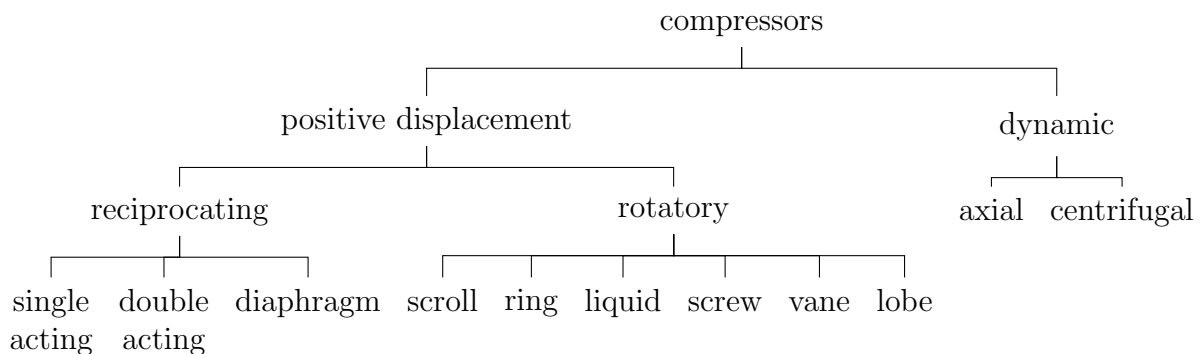 compressors
positive displacement
dynamic
reciprocating
rotatory
axial
centrifugal
single
acting
double
acting
diaphragm
scroll
ring
liquid
screw
vane
lobe